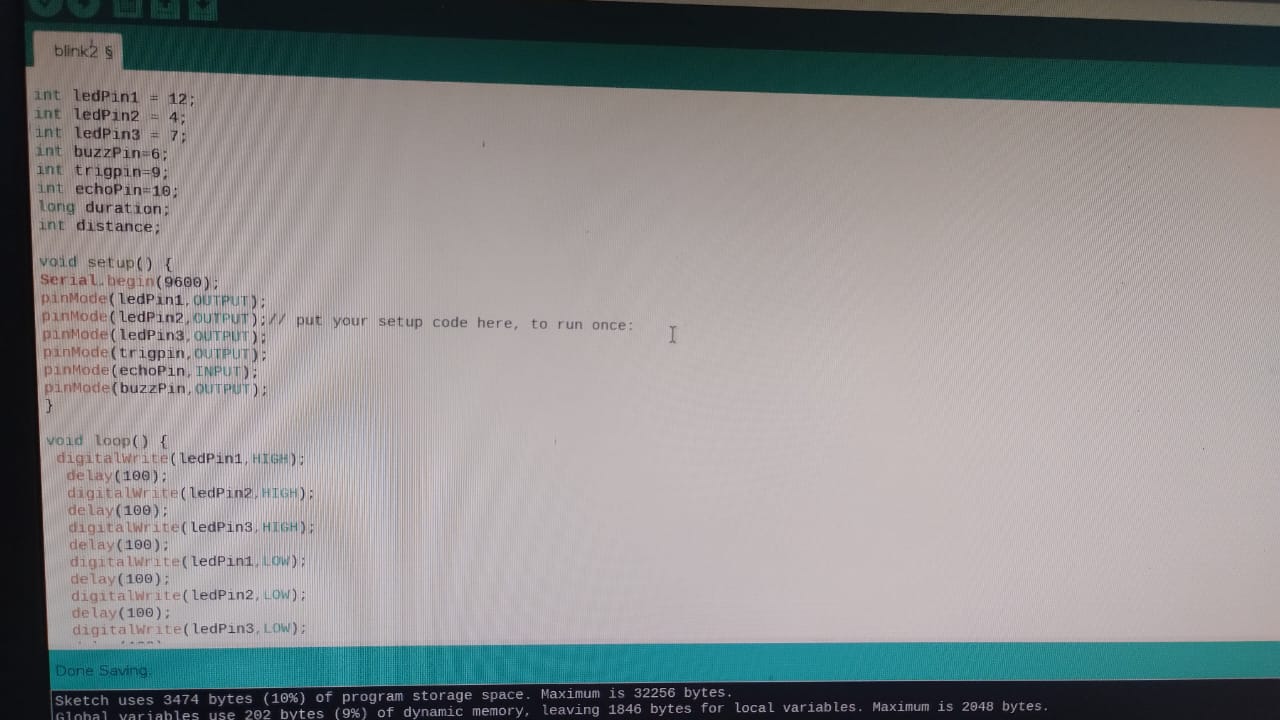 blink2 §
int ledPin1 = 12;
int ledPin2 = 4;
int ledPin3 = 7;
int buzzPin=6;
int trigpin=9;
int echoPin=10;
long duration;
int distance;
void setup() {
Serial.begin(9600);
pinMode(ledPin1,OUTPUT);
pinMode(ledPin2,OUTPUT);// put your setup code here, to run once:
pinMode(ledPin3,OUTPUT);
pinMode(trigpin,OUTPUT);
pinMode(echoPin,INPUT);
pinMode(buzzPin,OUTPUT);
}
void loop() {
digitalWrite(ledPin1,HIGH);
delay(100);
digitalWrite(ledPin2,HIGH);
delay(100);
digitalWrite(ledPin3,HIGH);
delay(100);
digitalWrite(ledPin1,LOW);
delay(100);
digitalWrite(ledPin2,LOW);
delay(100);
digitalWrite(ledPin3,LOW);
Done Saving.
Sketch uses 3474 bytes (10%) of program storage space. Maximum is 32256 bytes.
Global variables use 202 bytes (9%) of dynamic memory, leaving 1846 bytes for local variables. Maximum is 2048 bytes.